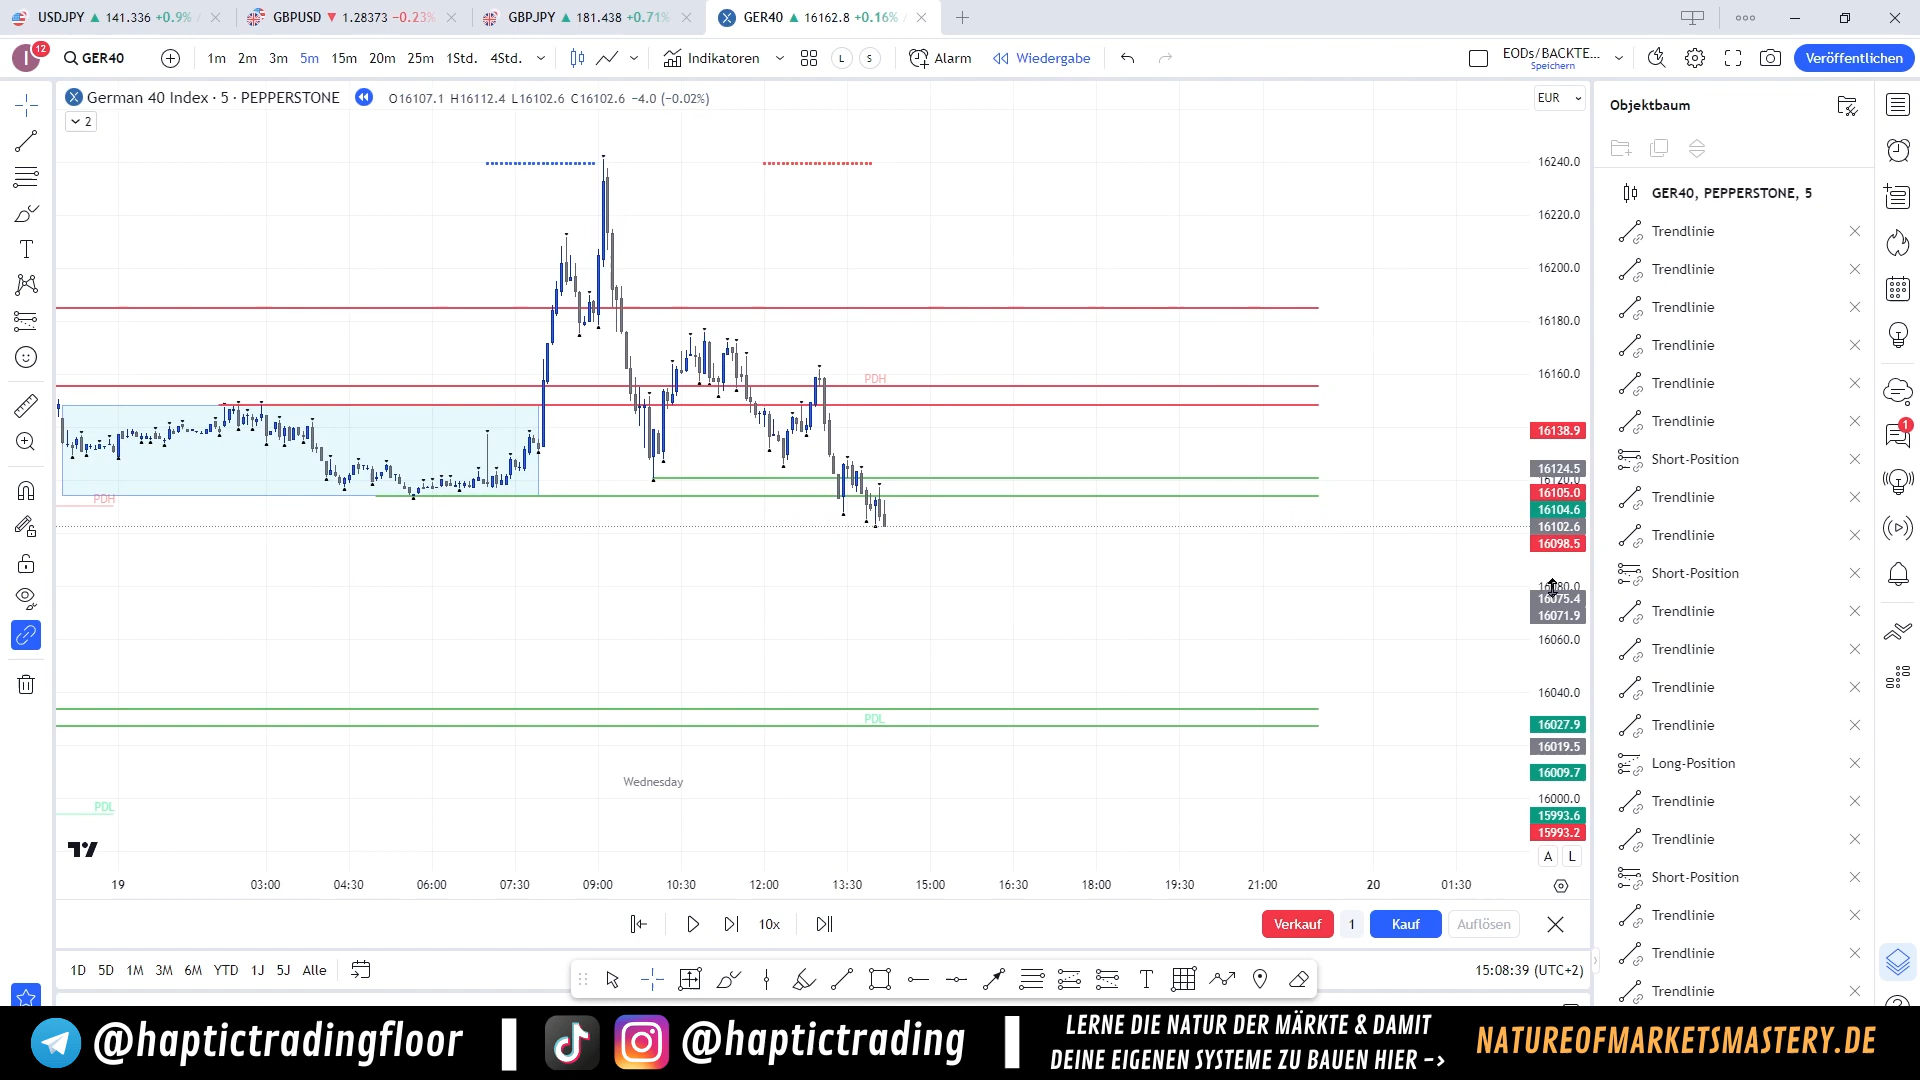 USDJPY 141.336 +0.9%
GBPUSD 1.28373 −0.23%
GBPJPY 181.438 +0.71%
GER40 16162.8 +0.16%
I 12 GER40 1m 2m 3m 5m 15m 20m 25m 1Std. 4Std. Indikatoren L S Alarm Wiedergabe
EODs/BACKTE...
Speichern
Veröffentlichen
German 40 Index · 5 · PEPPERSTONE O16107.1 H16112.4 L16102.6 C16102.6 −4.0 (−0.02%)
2
EUR
16240.0
16220.0
16200.0
16180.0
16160.0
16138.9
16124.5
16120.0
16105.0
16104.6
16102.6
16098.5
16075.4
16071.9
16060.0
16040.0
16027.9
16019.5
16009.7
16000.0
15993.6
15993.2
A L
PDH
PDH
PDL
PDL
Wednesday
19 03:00 04:30 06:00 07:30 09:00 10:30 12:00 13:30 15:00 16:30 18:00 19:30 21:00 20 01:30
10x
Verkauf 1 Kauf Auflösen
1D 5D 1M 3M 6M YTD 1J 5J Alle
15:08:39 (UTC+2)
Objektbaum
GER40, PEPPERSTONE, 5
Trendlinie
Trendlinie
Trendlinie
Trendlinie
Trendlinie
Trendlinie
Short-Position
Trendlinie
Trendlinie
Short-Position
Trendlinie
Trendlinie
Trendlinie
Trendlinie
Long-Position
Trendlinie
Trendlinie
Short-Position
Trendlinie
Trendlinie
Trendlinie
1
@haptictradingfloor
@haptictrading
LERNE DIE NATUR DER MÄRKTE & DAMIT
DEINE EIGENEN SYSTEME ZU BAUEN HIER –>
NATUREOFMARKETSMASTERY.DE